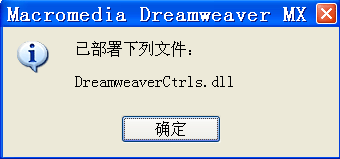 Macromedia Dreamweaver MX
已部署下列文件：
DreamweaverCtrls.dll
确定